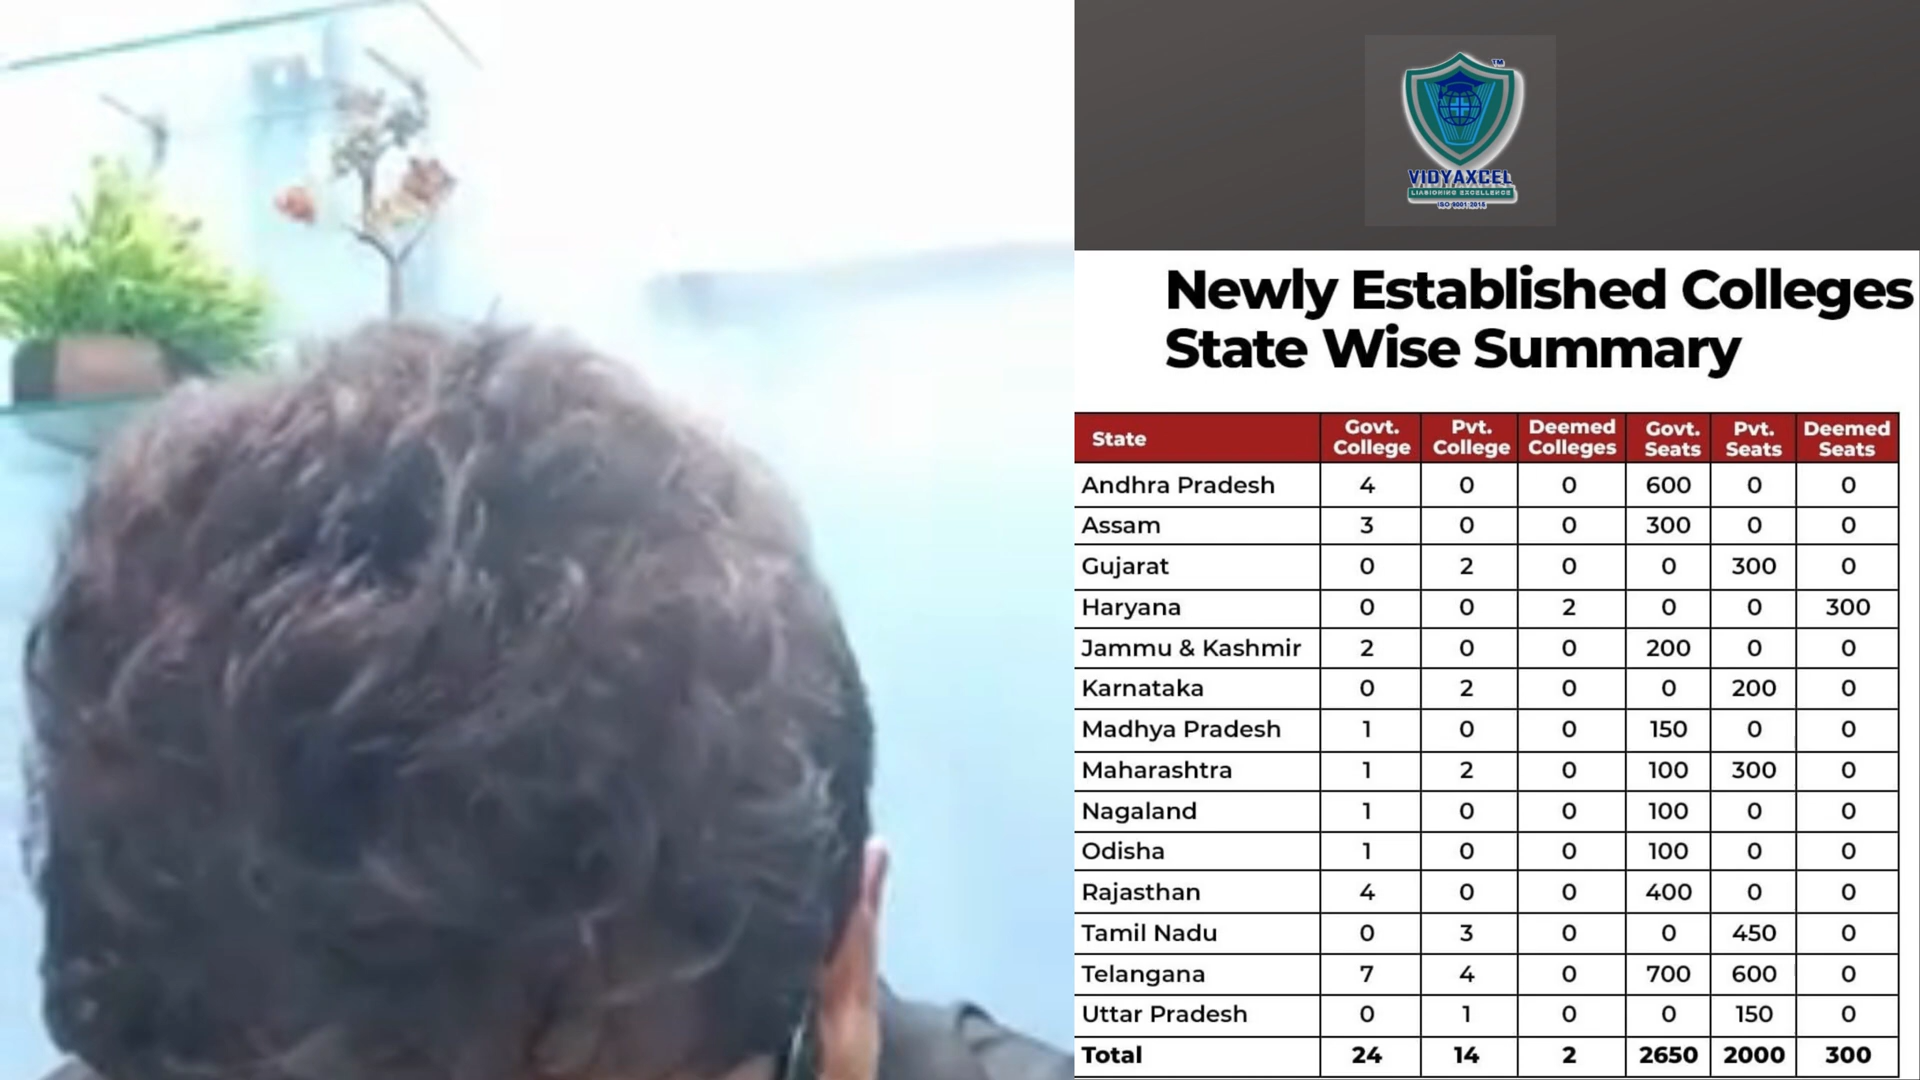 TM
VIDYAXCEL
LIASIONING EXCELLENCE
ISO 9001:2015
Newly Established Colleges
State Wise Summary
State Govt. College Pvt. College Deemed Colleges Govt. Seats Pvt. Seats Deemed Seats
Andhra Pradesh 4 0 0 600 0 0
Assam 3 0 0 300 0 0
Gujarat 0 2 0 0 300 0
Haryana 0 0 2 0 0 300
Jammu & Kashmir 2 0 0 200 0 0
Karnataka 0 2 0 0 200 0
Madhya Pradesh 1 0 0 150 0 0
Maharashtra 1 2 0 100 300 0
Nagaland 1 0 0 100 0 0
Odisha 1 0 0 100 0 0
Rajasthan 4 0 0 400 0 0
Tamil Nadu 0 3 0 0 450 0
Telangana 7 4 0 700 600 0
Uttar Pradesh 0 1 0 0 150 0
Total 24 14 2 2650 2000 300